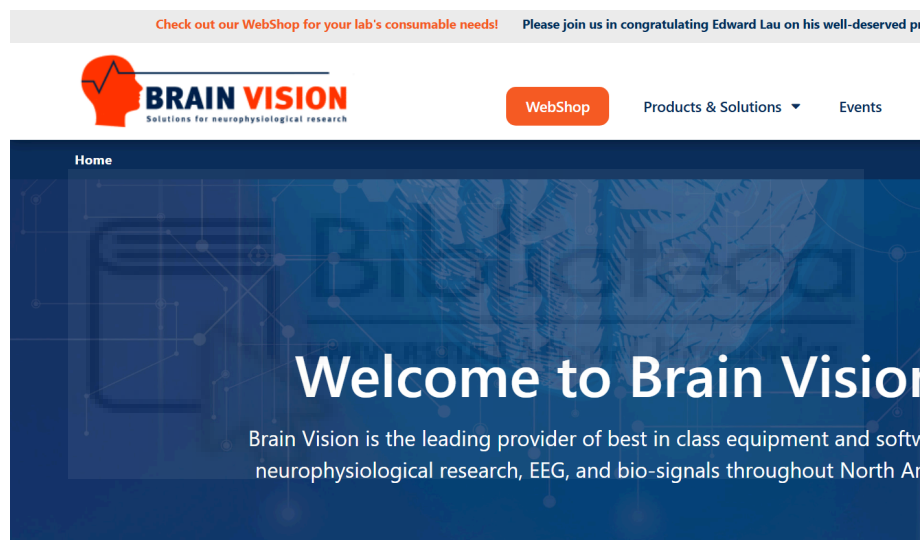 Check out our WebShop for your lab's consumable needs! Please join us in congratulating Edward Lau on his well-deserved
BRAIN VISION
Solutions for neurophysiological research
WebShop Products & Solutions Events
Home
Biblioteca
Welcome to Brain Vision
Brain Vision is the leading provider of best in class equipment and
neurophysiological research, EEG, and bio-signals throughout North